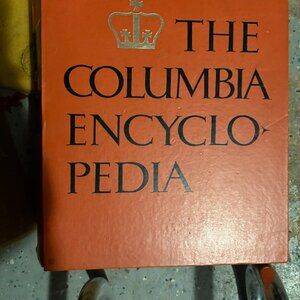 THE
COLUMBIA
ENCYCLO-
PEDIA